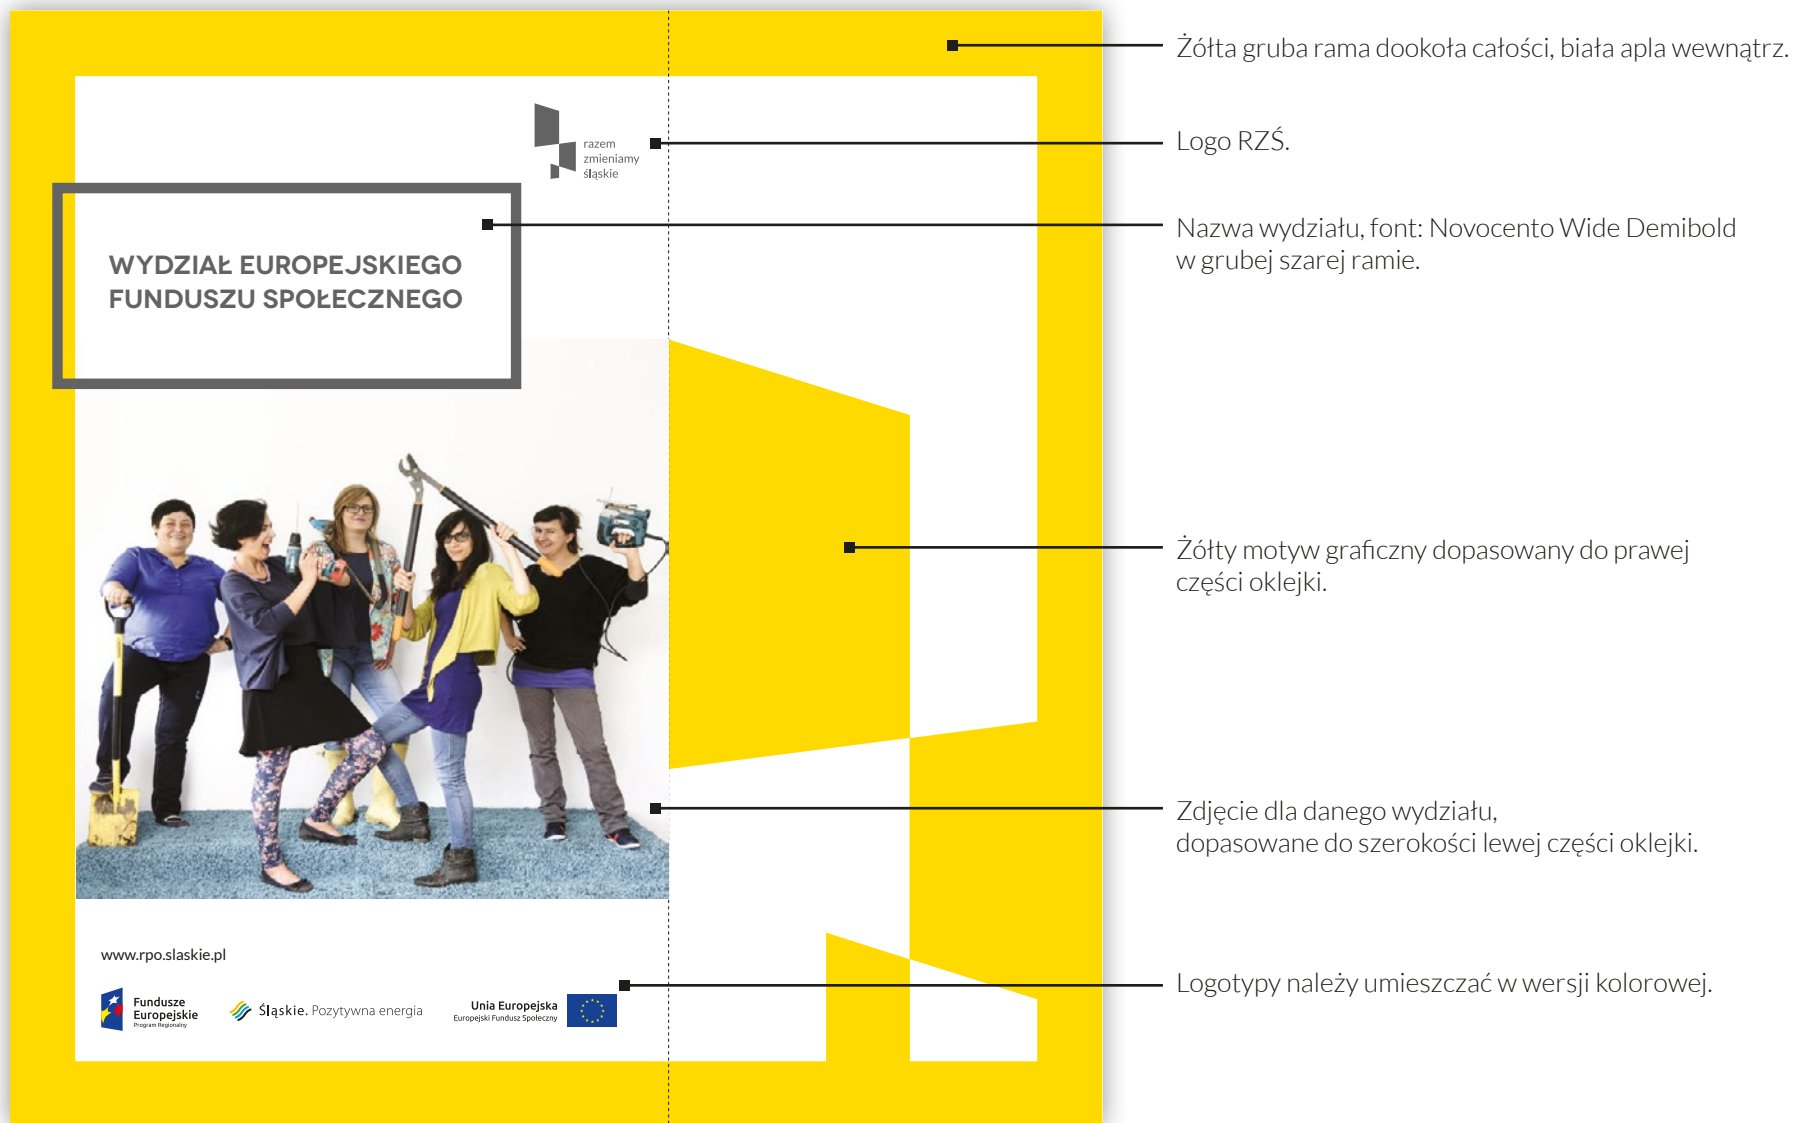 Żółta gruba rama dookoła całości, biała apla wewnątrz.
razem
zmieniamy
śląskie
Logo RZŚ.
WYDZIAŁ EUROPEJSKIEGO
FUNDUSZU SPOŁECZNEGO
Nazwa wydziału, font: Novocento Wide Demibold
w grubej szarej ramie.
Żółty motyw graficzny dopasowany do prawej
części oklejki.
Zdjęcie dla danego wydziału,
dopasowane do szerokości lewej części oklejki.
www.rpo.slaskie.pl
Fundusze
Europejskie
Program Regionalny
Śląskie. Pozytywna energia
Unia Europejska
Europejski Fundusz Społeczny
Logotypy należy umieszczać w wersji kolorowej.